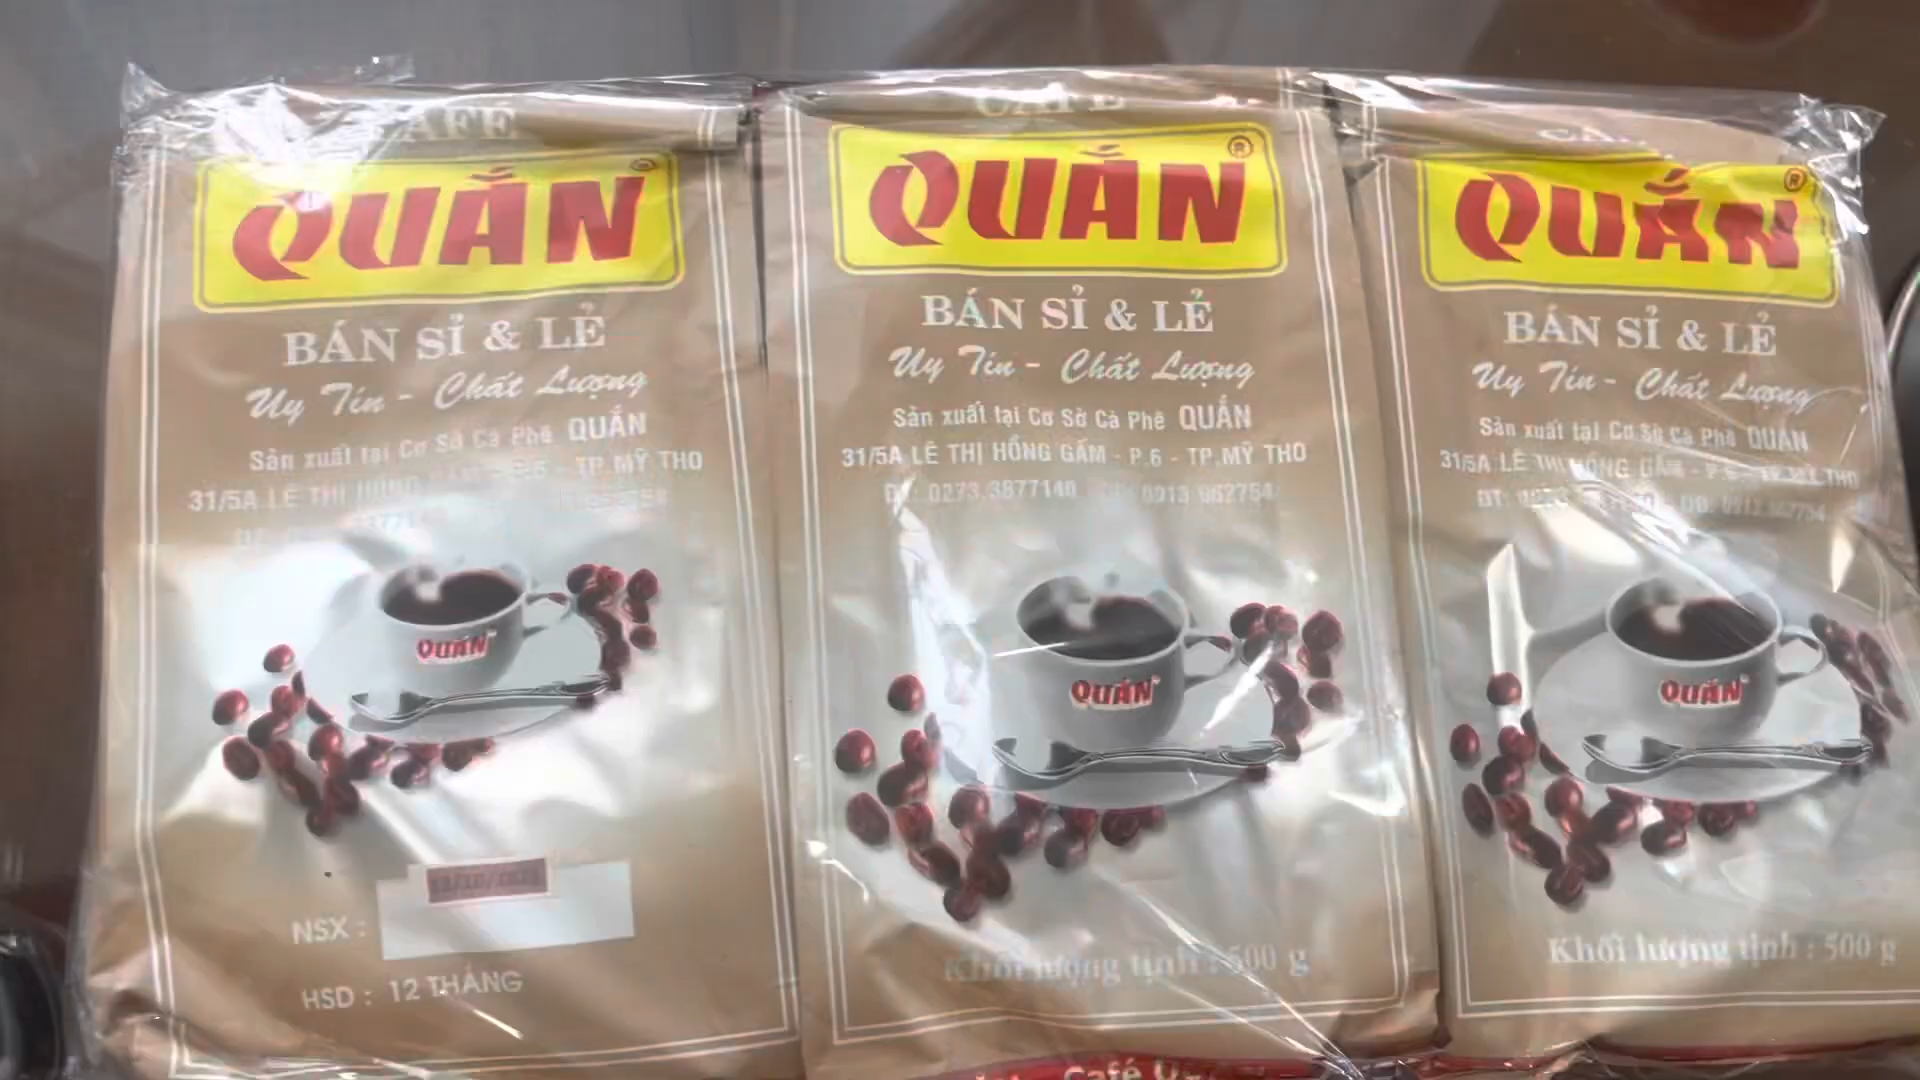 CAFÉ
QUẮN
BÁN SỈ & LẺ
Uy Tín - Chất Lượng
Sản xuất tại Cơ Sở Cà Phê QUẮN
31/5A LÊ THỊ
TP.MỸ THO
QUẮN
NSX :
HSD : 12 THÁNG
CAFÉ
QUẮN ®
BÁN SỈ & LẺ
Uy Tín - Chất Lượng
Sản xuất tại Cơ Sở Cà Phê QUẮN
31/5A LÊ THỊ HỒNG GẤM - P.6 - TP.MỸ THO
ĐT: 0273.3877140 0913 962754
QUẮN
Khối lượng tịnh : 500 g
Café
QUẮN ®
BÁN SỈ & LẺ
Uy Tín - Chất Lượng
Sản xuất tại Cơ Sở Cà Phê QUẮN
31/5A LÊ THỊ HỒNG GẤM - P.6 - TP.MỸ THO
QUẮN
Khối lượng tịnh : 500 g